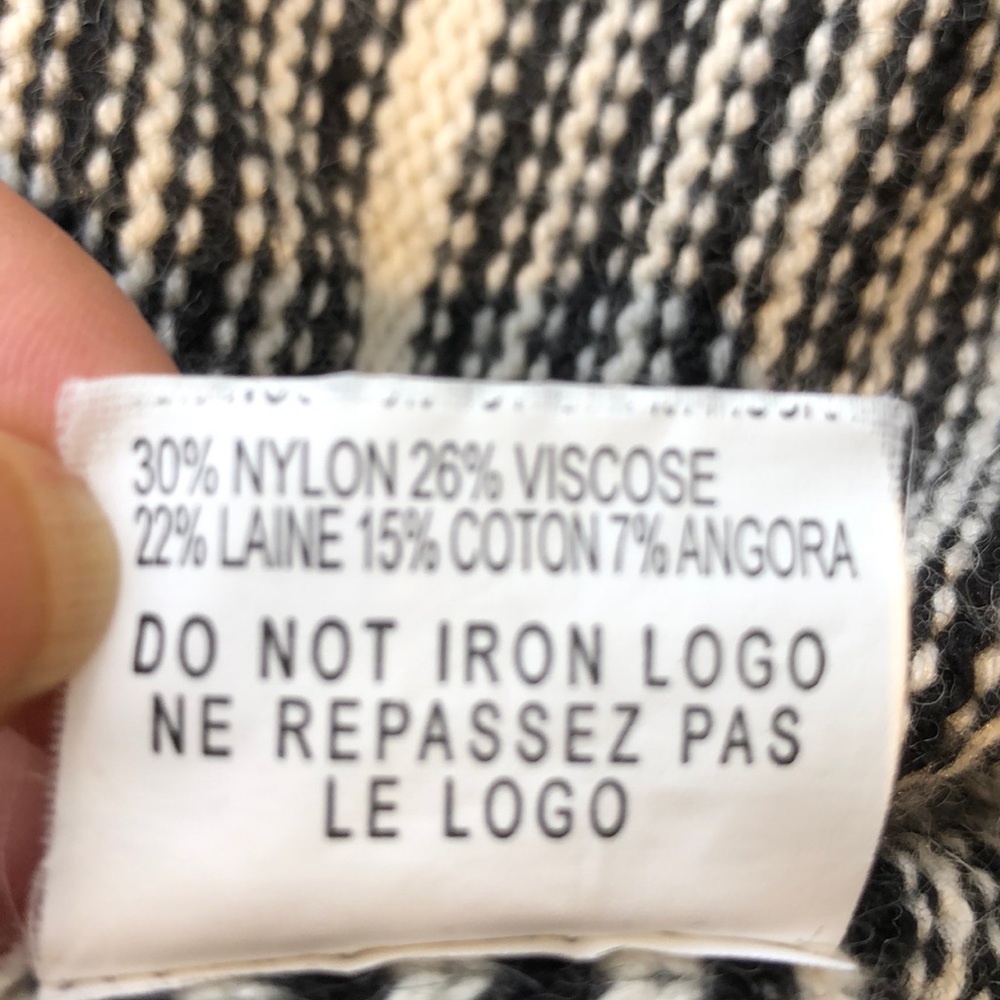 30% NYLON 26% VISCOSE
22% LAINE 15% COTON 7% ANGORA
DO NOT IRON LOGO
NE REPASSEZ PAS
LE LOGO